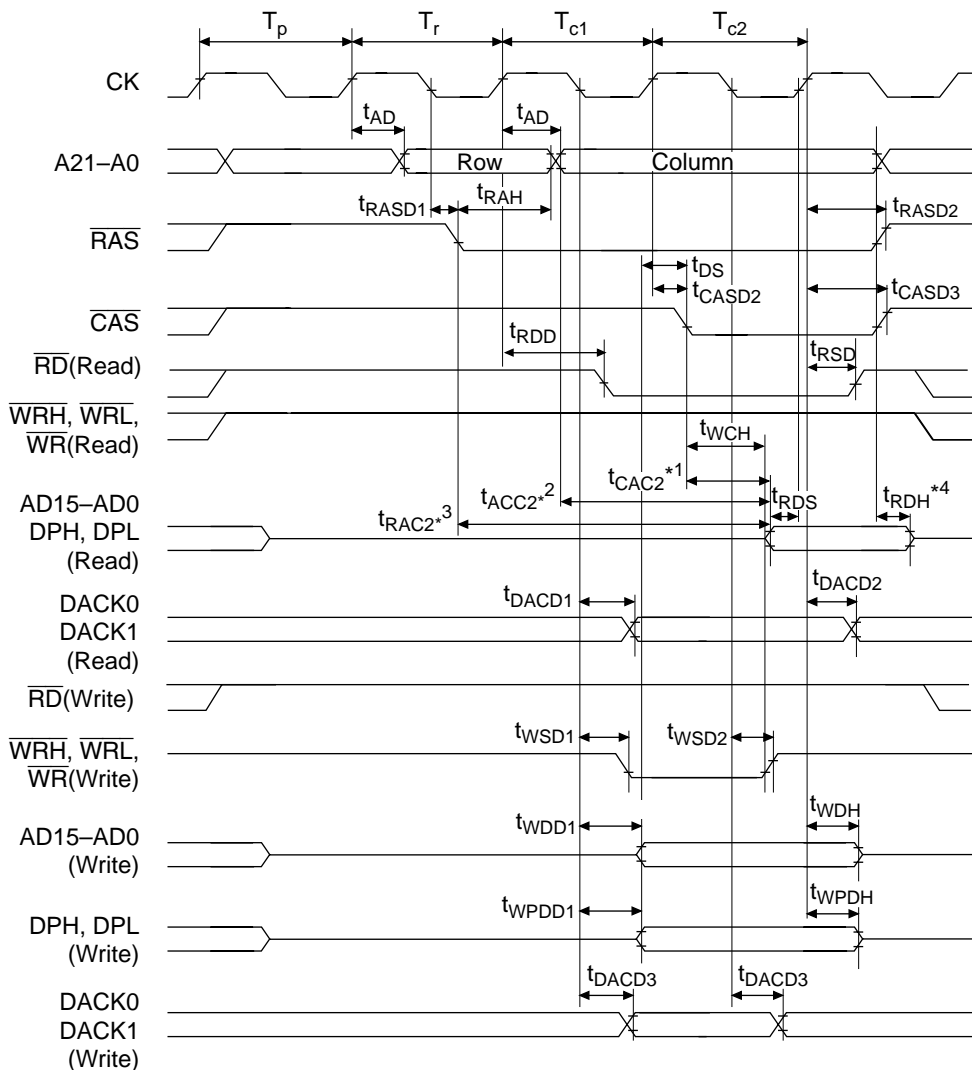 Tp Tr Tc1 Tc2
CK
tAD tAD
A21–A0 Row Column
tRASD1 tRAH tRASD2
RAS
tDS
tCASD2 tCASD3
CAS
tRDD tRSD
RD(Read)
WRH, WRL,
WR(Read)
tWCH
tCAC2*1
AD15–AD0 tACC2*2 tRDS tRDH*4
DPH, DPL tRAC2*3
(Read)
DACK0 tDACD1 tDACD2
DACK1
(Read)
RD(Write)
WRH, WRL, tWSD1 tWSD2
WR(Write)
AD15–AD0 tWDD1 tWDH
(Write)
DPH, DPL tWPDD1 tWPDH
(Write)
DACK0 tDACD3 tDACD3
DACK1
(Write)